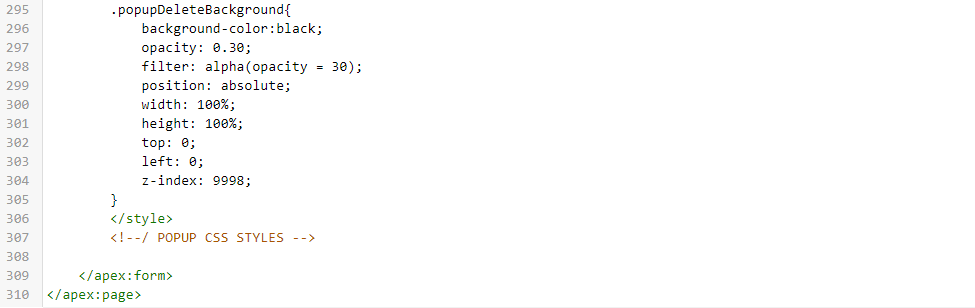 295 .popupDeleteBackground{
296 background-color:black;
297 opacity: 0.30;
298 filter: alpha(opacity = 30);
299 position: absolute;
300 width: 100%;
301 height: 100%;
302 top: 0;
303 left: 0;
304 z-index: 9998;
305 }
306 </style>
307 <!--/ POPUP CSS STYLES -->
308
309 </apex:form>
310 </apex:page>